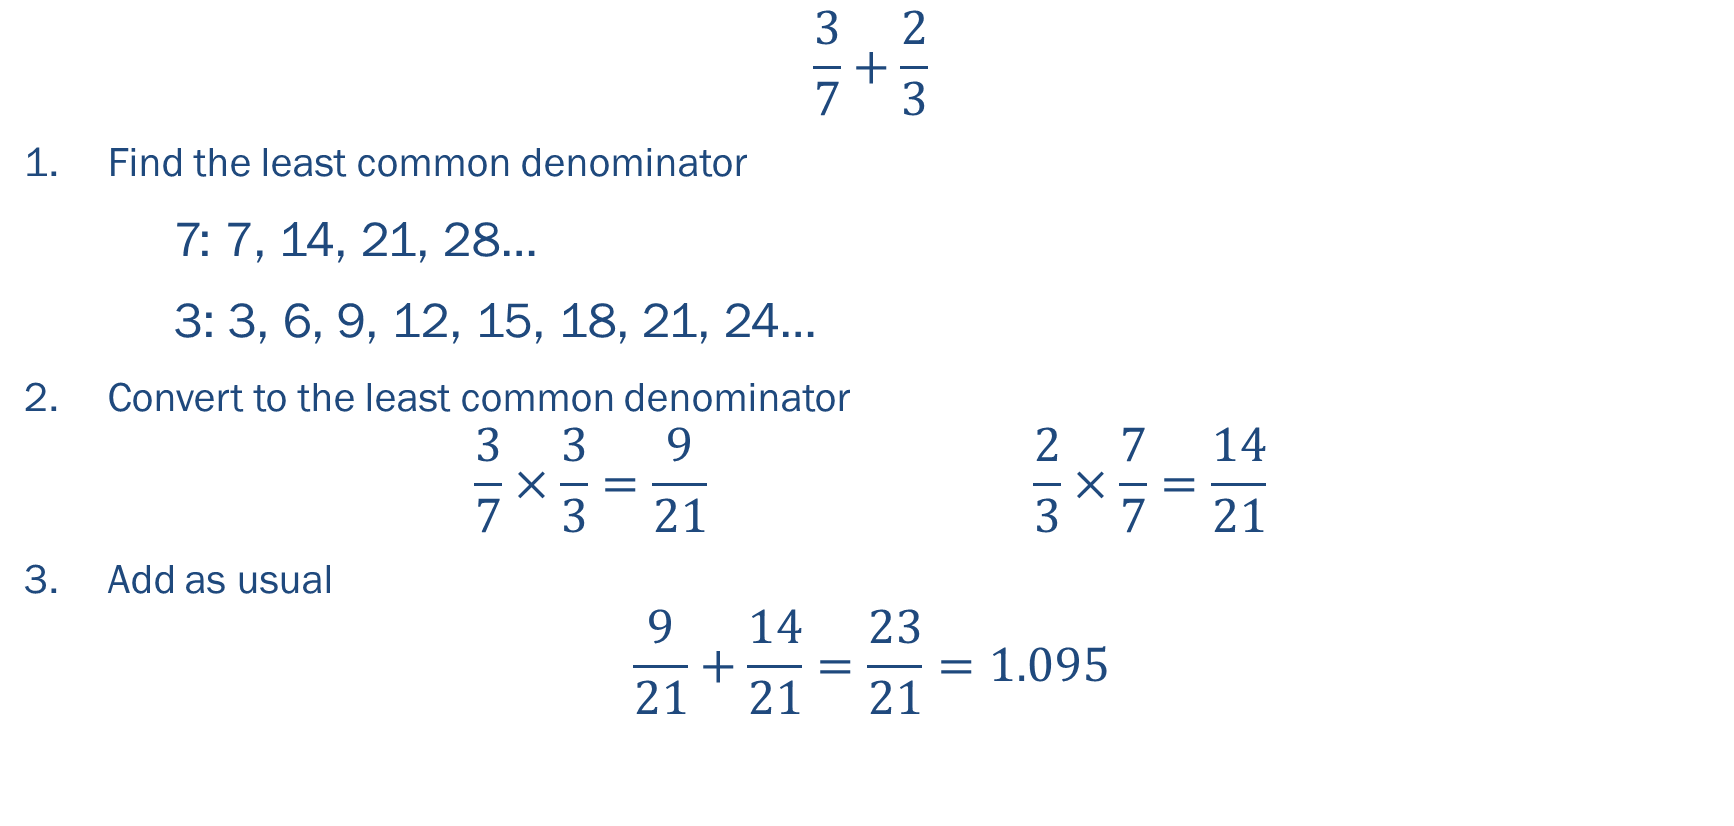 3/7 + 2/3
1. Find the least common denominator
7: 7, 14, 21, 28...
3: 3, 6, 9, 12, 15, 18, 21, 24...
2. Convert to the least common denominator
3/7 × 3/3 = 9/21 2/3 × 7/7 = 14/21
3. Add as usual
9/21 + 14/21 = 23/21 = 1.095